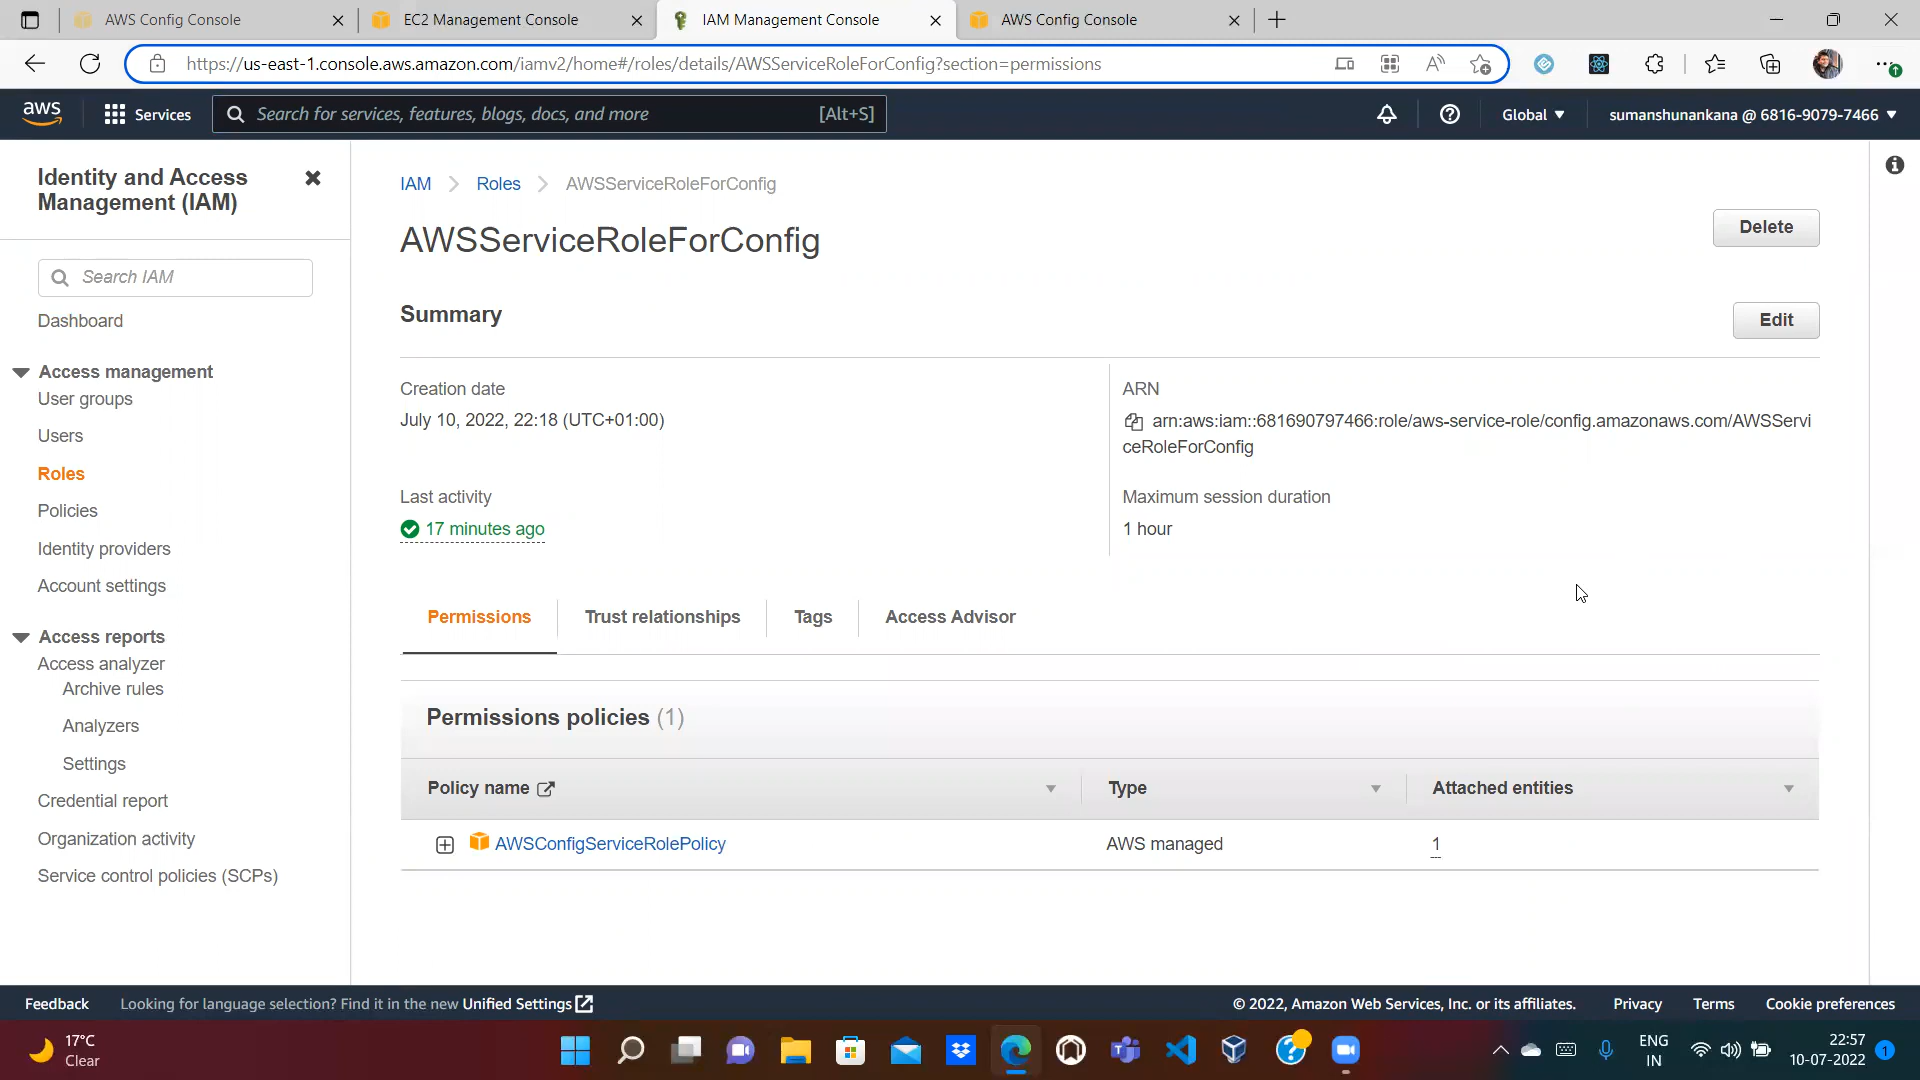 AWS Config Console
EC2 Management Console
IAM Management Console
AWS Config Console
https://us-east-1.console.aws.amazon.com/iamv2/home#/roles/details/AWSServiceRoleForConfig?section=permissions
aws
Services
Search for services, features, blogs, docs, and more
[Alt+S]
Global
sumanshunankana @ 6816-9079-7466
Identity and Access
Management (IAM)
Search IAM
Dashboard
Access management
User groups
Users
Roles
Policies
Identity providers
Account settings
Access reports
Access analyzer
Archive rules
Analyzers
Settings
Credential report
Organization activity
Service control policies (SCPs)
IAM
Roles
AWSServiceRoleForConfig
AWSServiceRoleForConfig
Delete
Summary
Edit
Creation date
July 10, 2022, 22:18 (UTC+01:00)
ARN
arn:aws:iam::681690797466:role/aws-service-role/config.amazonaws.com/AWSServi
ceRoleForConfig
Last activity
17 minutes ago
Maximum session duration
1 hour
Permissions
Trust relationships
Tags
Access Advisor
Permissions policies (1)
Policy name
Type
Attached entities
AWSConfigServiceRolePolicy
AWS managed
1
Feedback
Looking for language selection? Find it in the new Unified Settings
© 2022, Amazon Web Services, Inc. or its affiliates.
Privacy
Terms
Cookie preferences
17°C
Clear
ENG
IN
22:57
10-07-2022
1